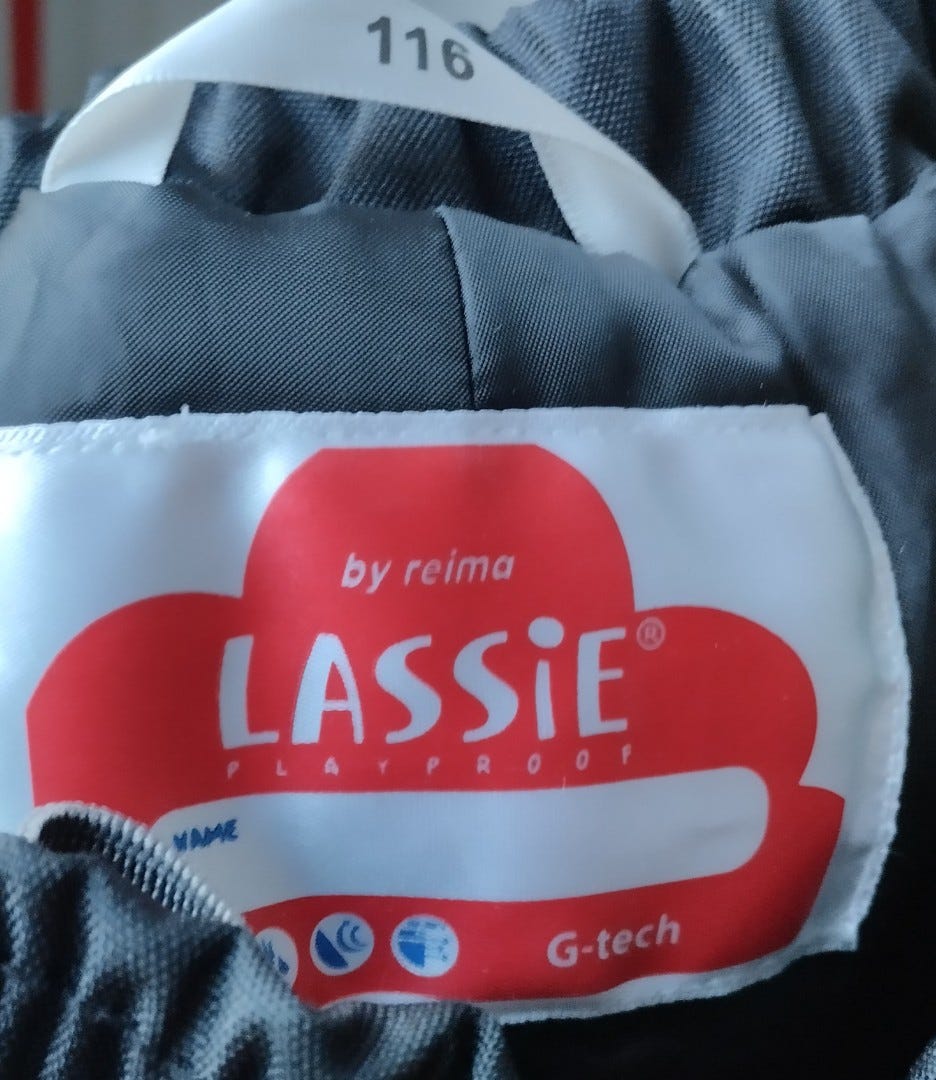 116
by reima
LASSiE®
PLAYPROOF
NAME
G-tech